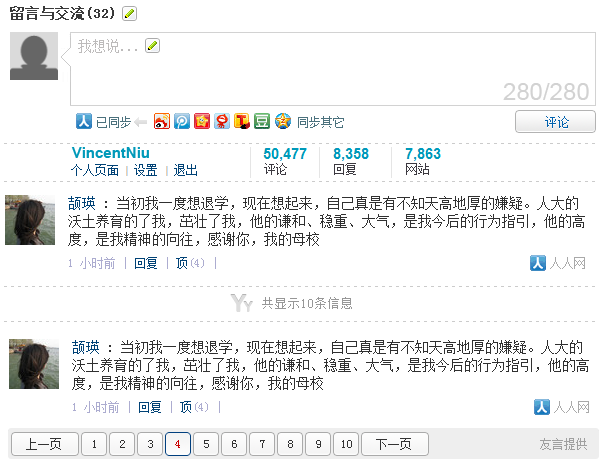 留言与交流(32)
我想说...
280/280
已同步 同步其它 评论
VincentNiu 50,477 8,358 7,863
个人页面 | 设置 | 退出 评论 回复 网站
颉瑛 : 当初我一度想退学，现在想起来，自己真是有不知天高地厚的嫌疑。人大的
沃土养育的了我，茁壮了我，他的谦和、稳重、大气，是我今后的行为指引，他的高
度，是我精神的向往，感谢你，我的母校
1 小时前 | 回复 | 顶(4) | 人人网
Yy 共显示10条信息
颉瑛 : 当初我一度想退学，现在想起来，自己真是有不知天高地厚的嫌疑。人大的
沃土养育的了我，茁壮了我，他的谦和、稳重、大气，是我今后的行为指引，他的高
度，是我精神的向往，感谢你，我的母校
1 小时前 | 回复 | 顶(4) | 人人网
上一页 1 2 3 4 5 6 7 8 9 10 下一页 友言提供